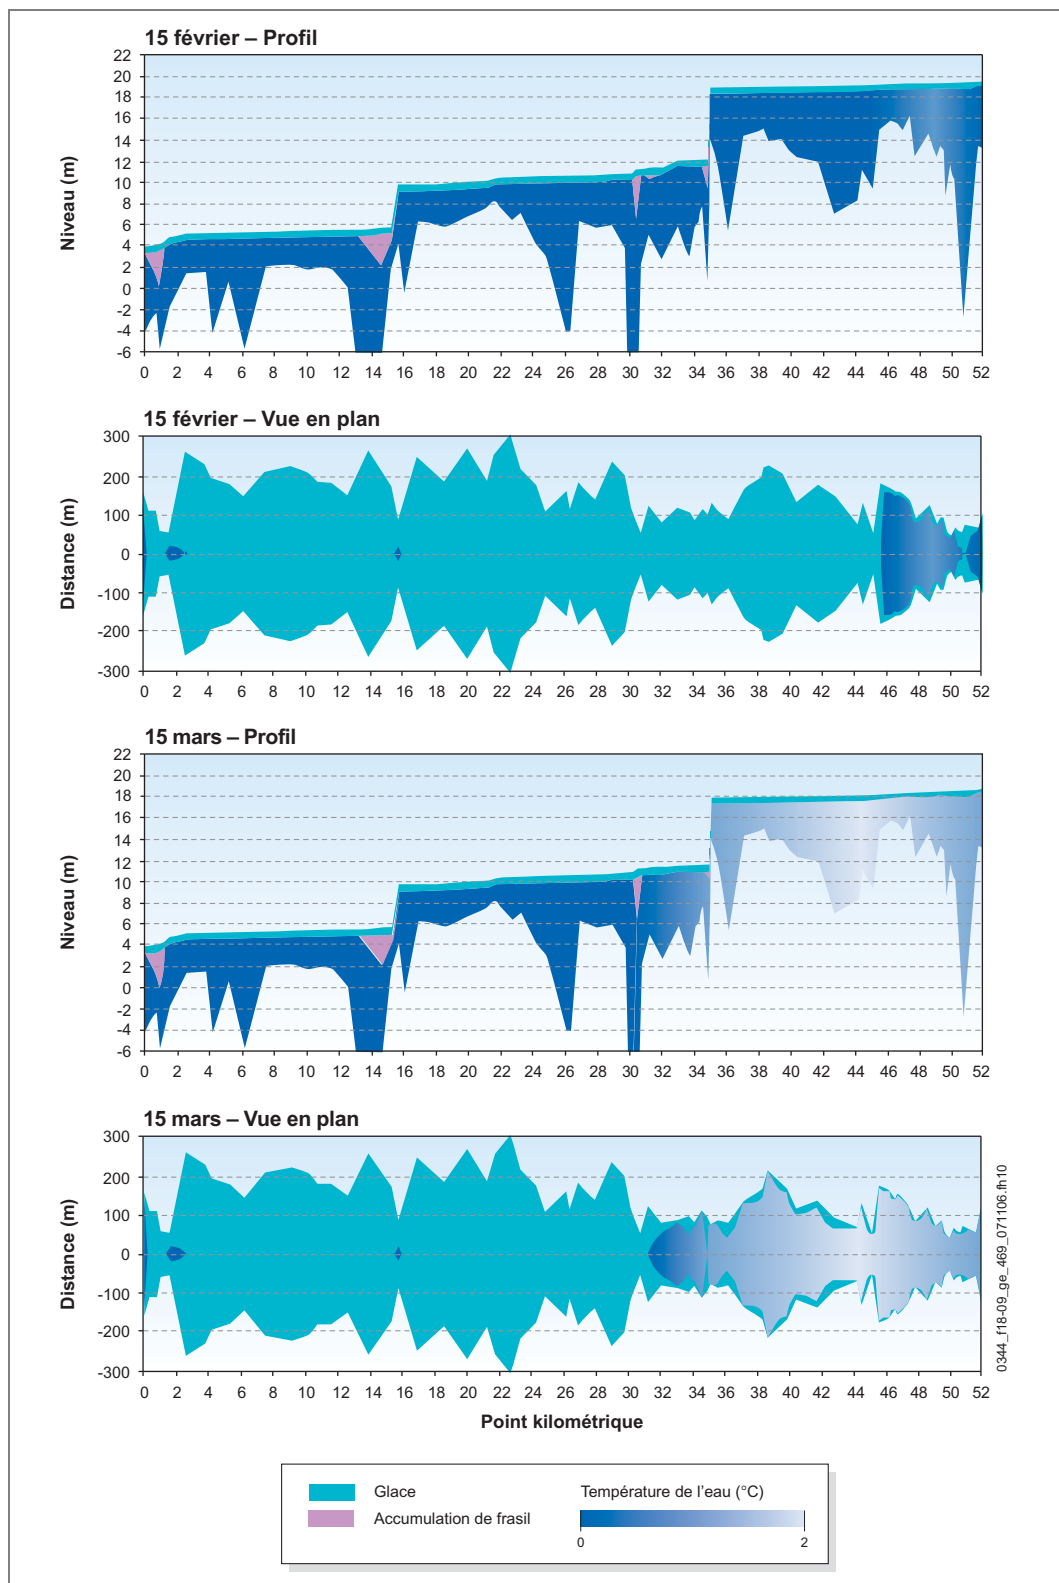 15 février – Profil
Niveau (m)
22
20
18
16
14
12
10
8
6
4
2
0
-2
-4
-6
0 2 4 6 8 10 12 14 16 18 20 22 24 26 28 30 32 34 36 38 40 42 44 46 48 50 52
15 février – Vue en plan
Distance (m)
300
200
100
0
-100
-200
-300
0 2 4 6 8 10 12 14 16 18 20 22 24 26 28 30 32 34 36 38 40 42 44 46 48 50 52
15 mars – Profil
Niveau (m)
22
20
18
16
14
12
10
8
6
4
2
0
-2
-4
-6
0 2 4 6 8 10 12 14 16 18 20 22 24 26 28 30 32 34 36 38 40 42 44 46 48 50 52
15 mars – Vue en plan
Distance (m)
300
200
100
0
-100
-200
-300
0 2 4 6 8 10 12 14 16 18 20 22 24 26 28 30 32 34 36 38 40 42 44 46 48 50 52
Point kilométrique
0344_f18-09_ge_469_071106.fh10
Glace
Accumulation de frasil
Température de l'eau (°C)
0 2